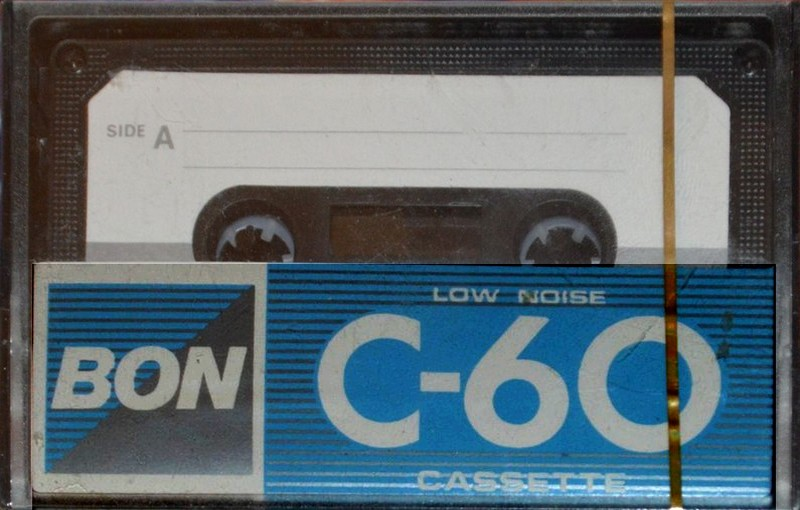 SIDE A
LOW NOISE
BON
C-60
CASSETTE